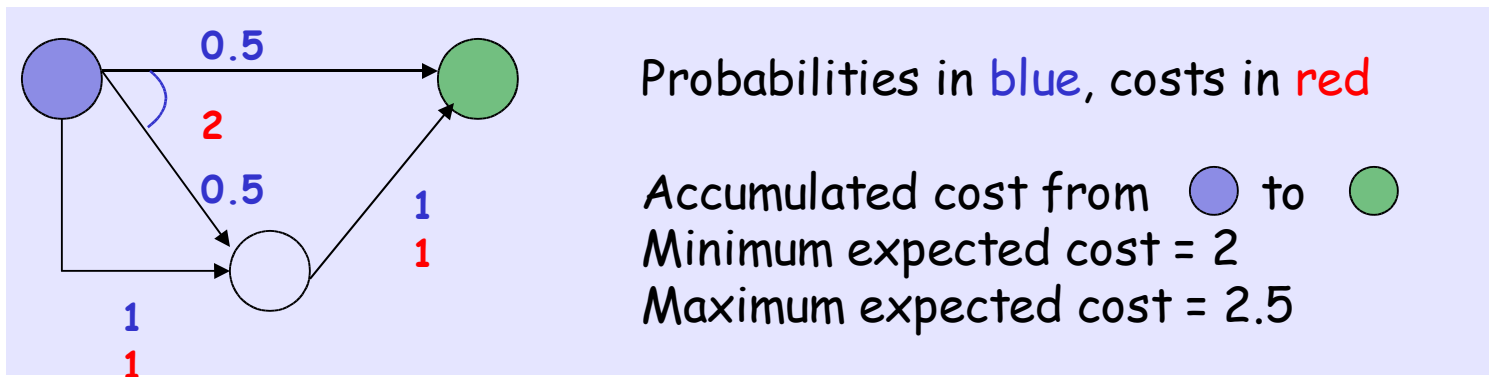 0.5
2
0.5
1
1
1
1
Probabilities in blue, costs in red
Accumulated cost from to
Minimum expected cost = 2
Maximum expected cost = 2.5